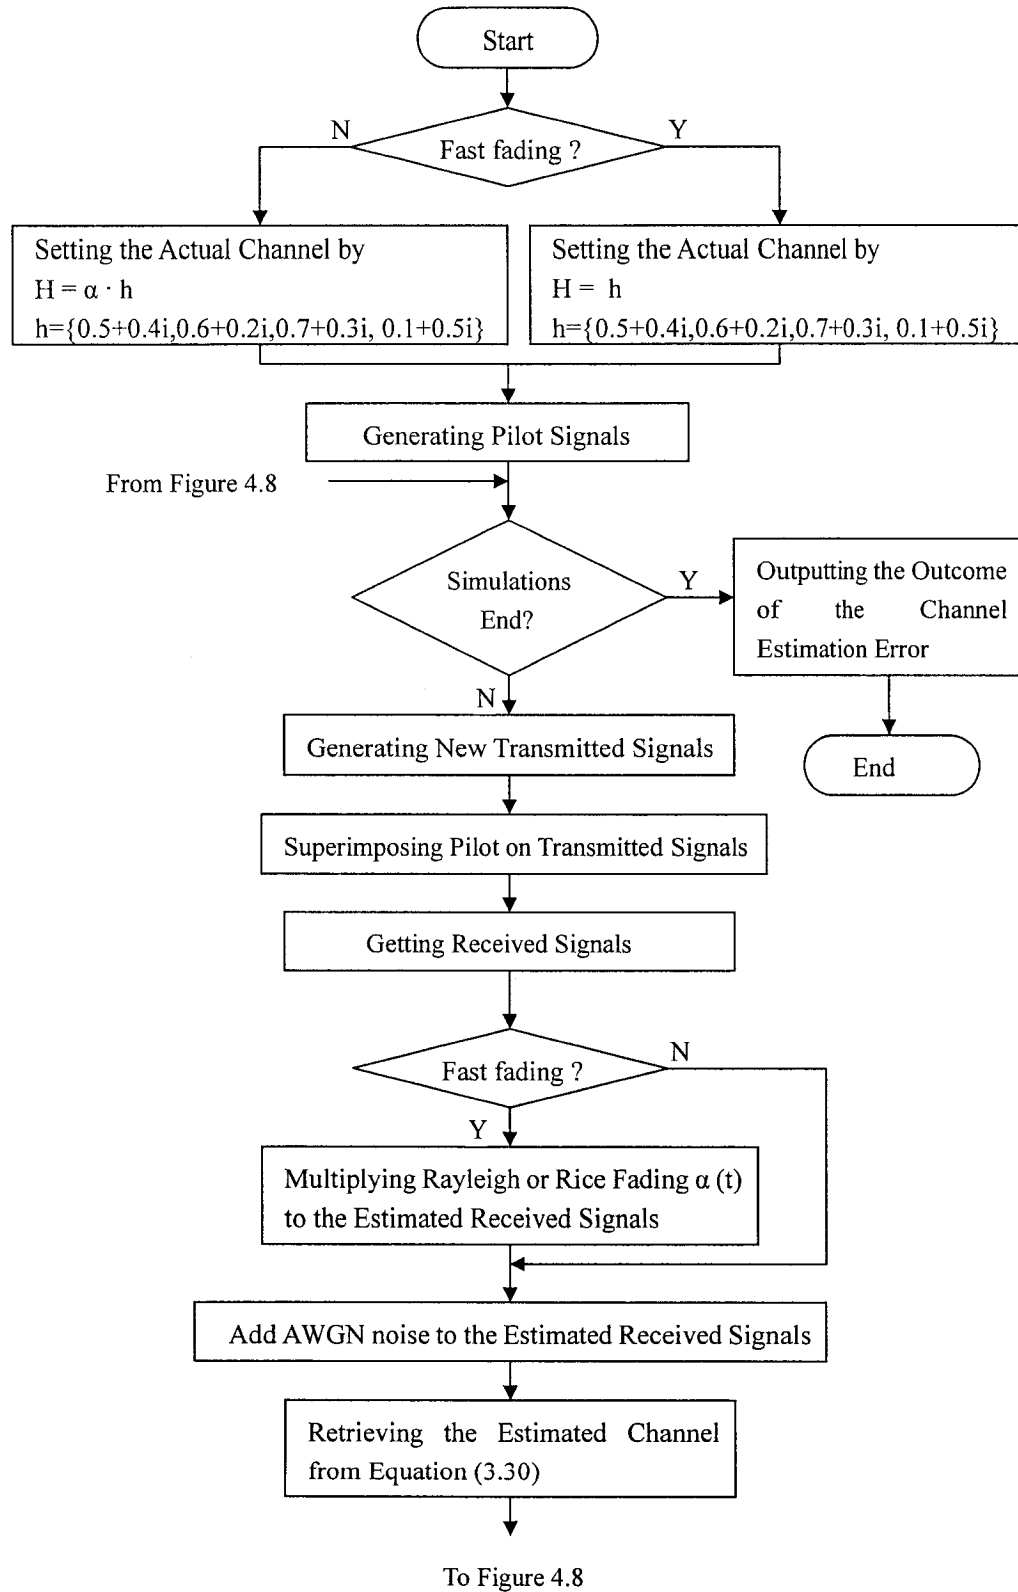 Start
N
Y
Fast fading ?
Setting the Actual Channel by
H = α · h
h={0.5+0.4i,0.6+0.2i,0.7+0.3i, 0.1+0.5i}
Setting the Actual Channel by
H = h
h={0.5+0.4i,0.6+0.2i,0.7+0.3i, 0.1+0.5i}
Generating Pilot Signals
From Figure 4.8
Simulations
End?
Y
Outputting the Outcome
of the Channel
Estimation Error
N
Generating New Transmitted Signals
End
Superimposing Pilot on Transmitted Signals
Getting Received Signals
Fast fading ?
N
Y
Multiplying Rayleigh or Rice Fading α (t)
to the Estimated Received Signals
Add AWGN noise to the Estimated Received Signals
Retrieving the Estimated Channel
from Equation (3.30)
To Figure 4.8